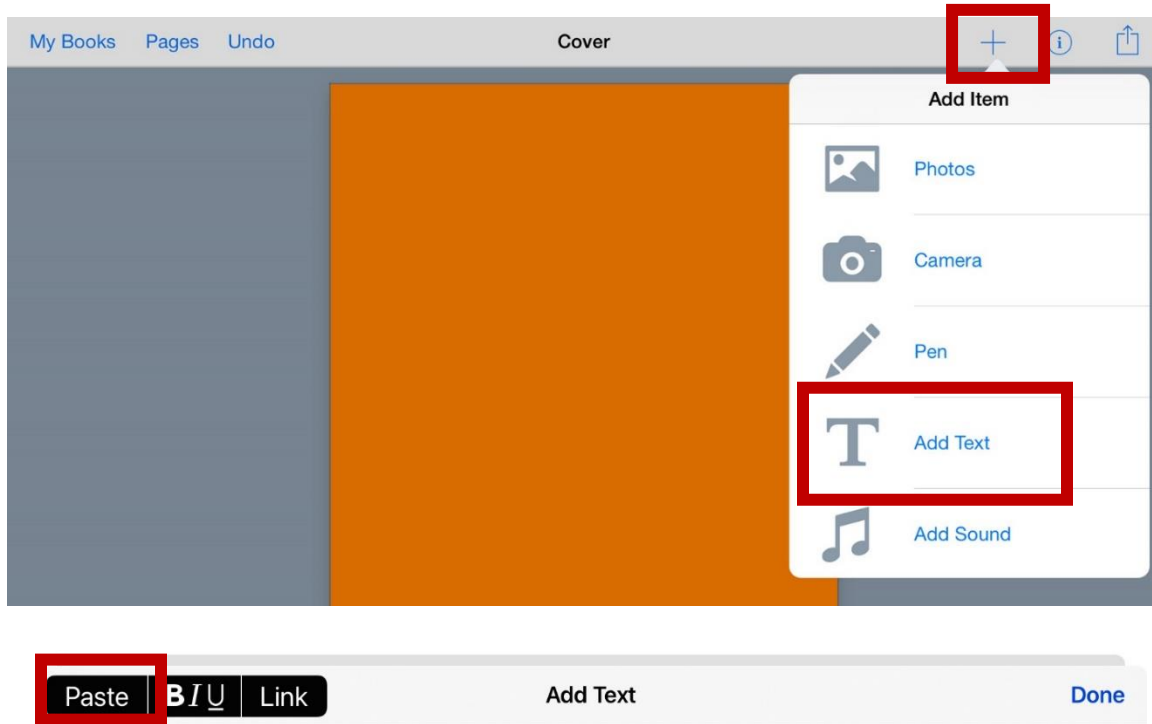 My Books Pages Undo Cover
Add Item
Photos
Camera
Pen
T Add Text
Add Sound
Paste BIU Link Add Text Done